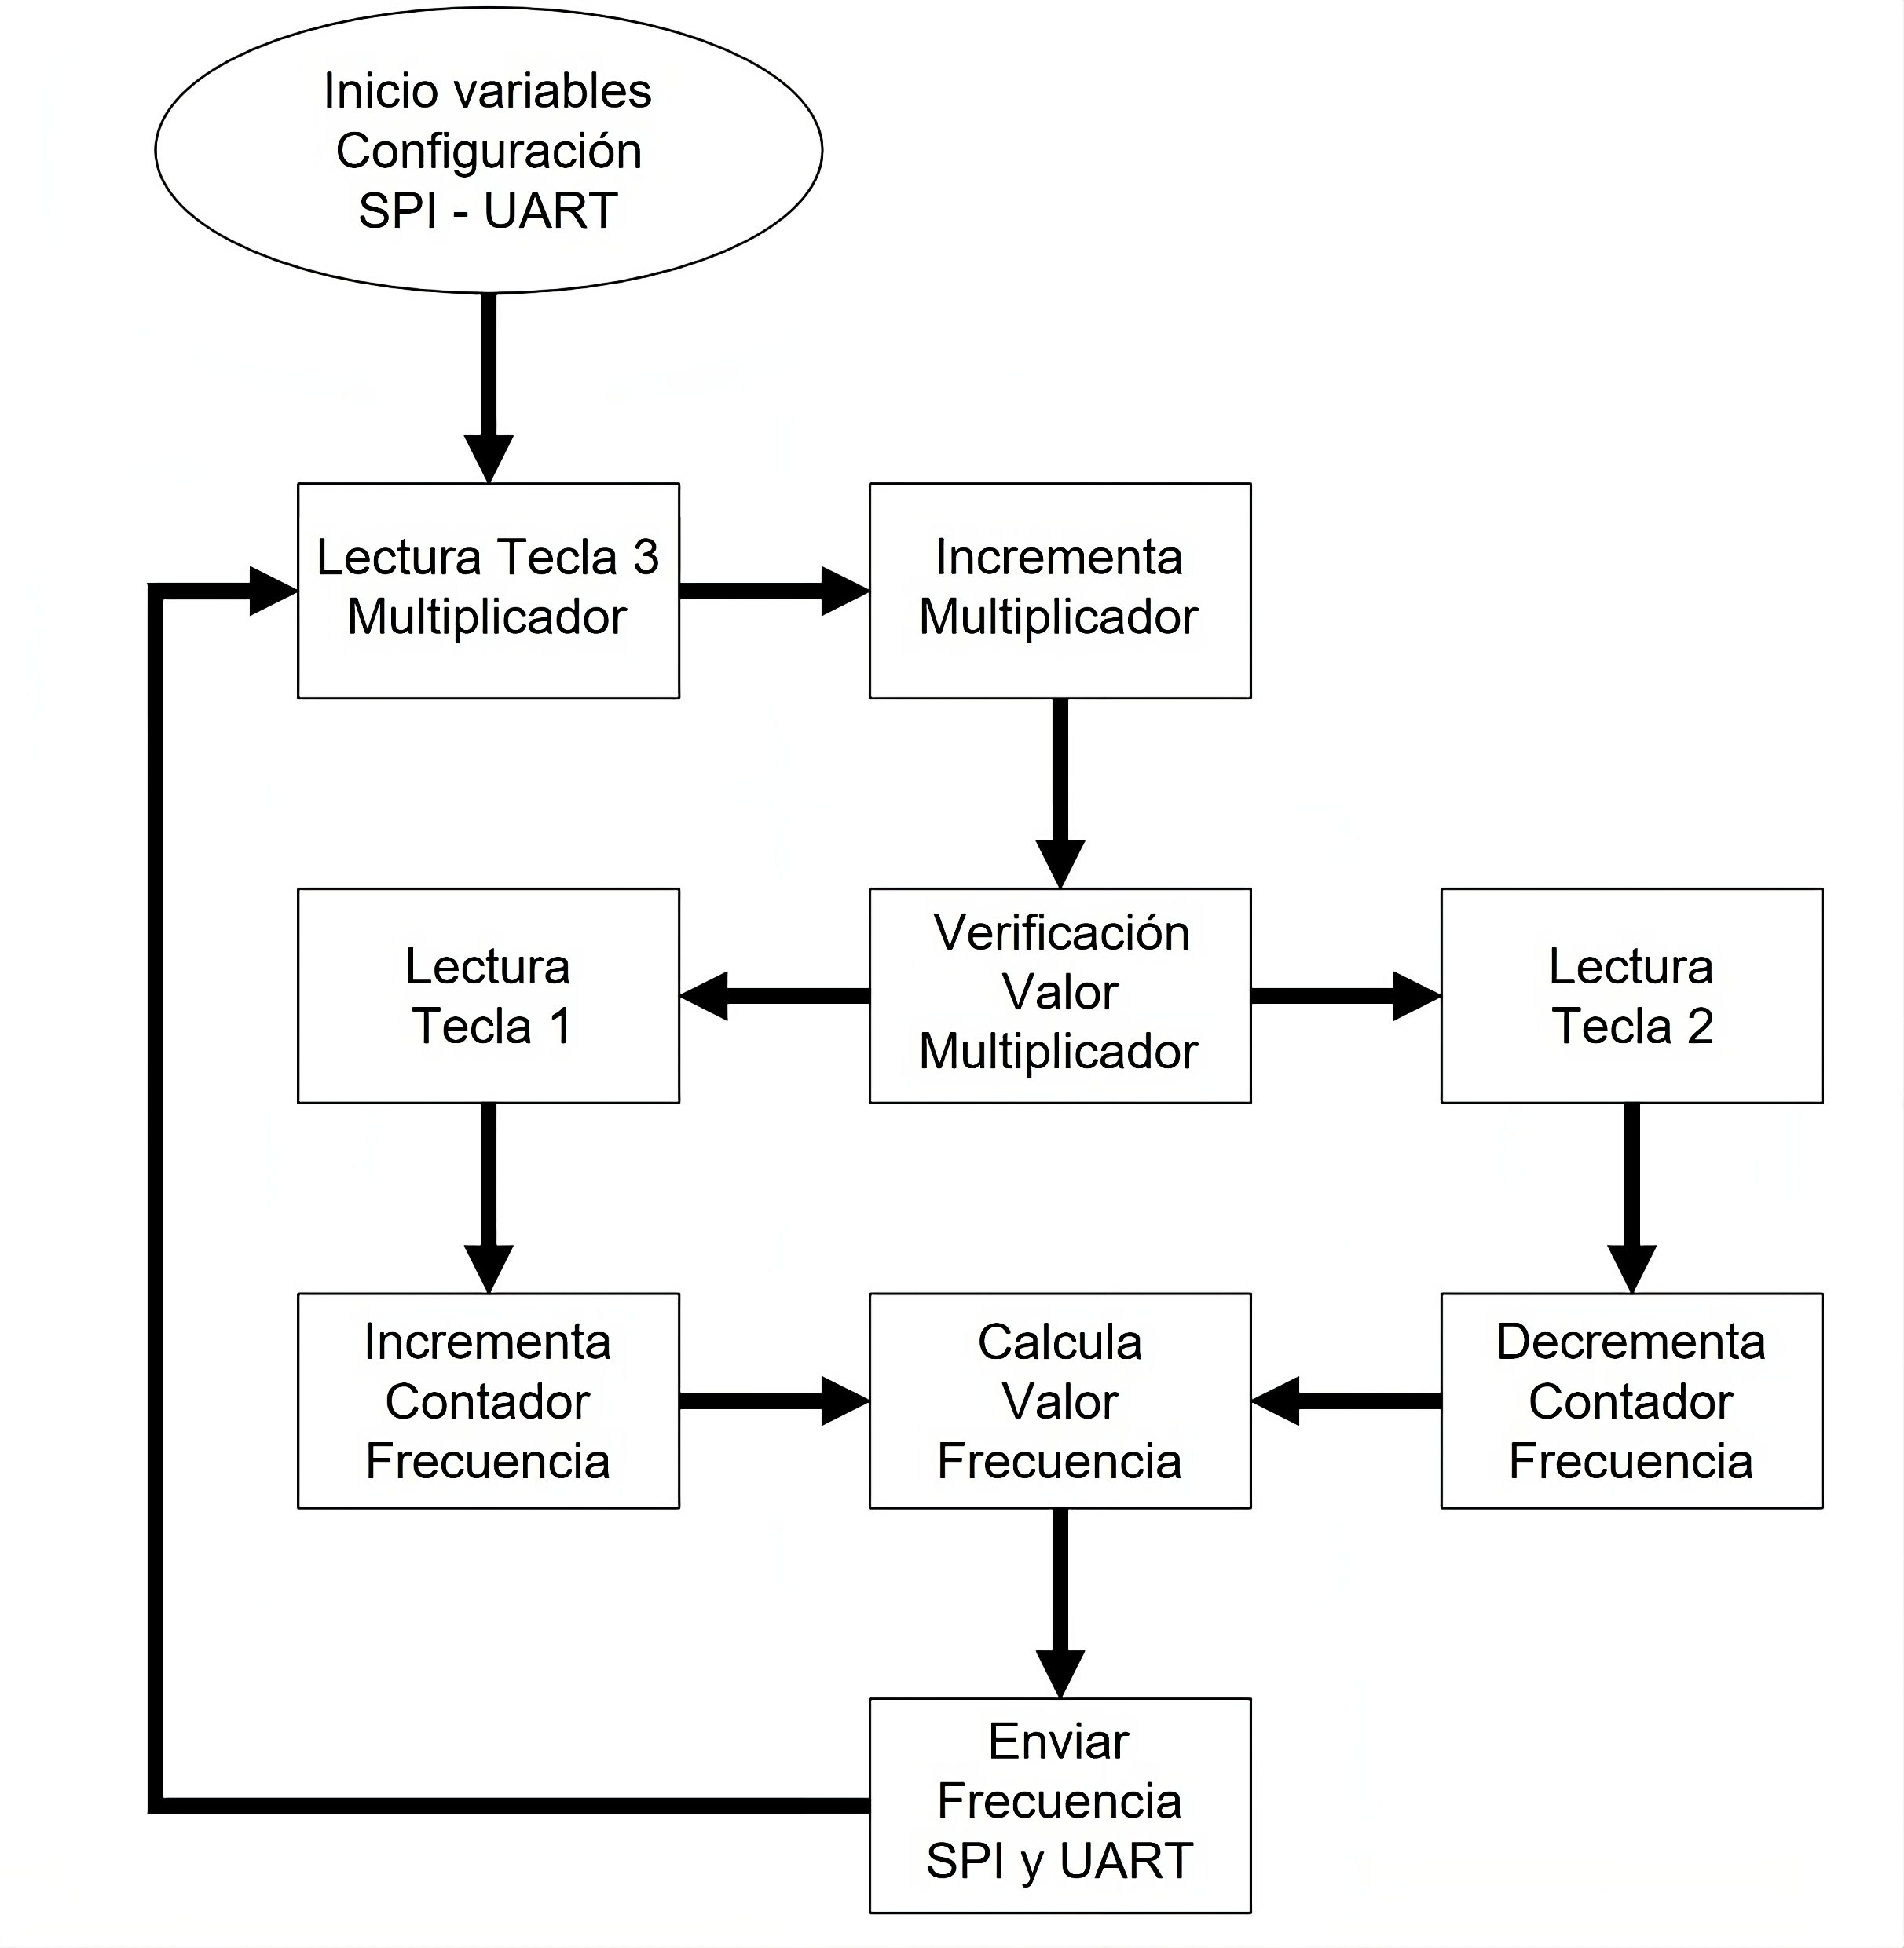 Inicio variables
Configuración
SPI - UART
Lectura Tecla 3
Multiplicador
Incrementa
Multiplicador
Lectura
Tecla 1
Verificación
Valor
Multiplicador
Lectura
Tecla 2
Incrementa
Contador
Frecuencia
Calcula
Valor
Frecuencia
Decrementa
Contador
Frecuencia
Enviar
Frecuencia
SPI y UART